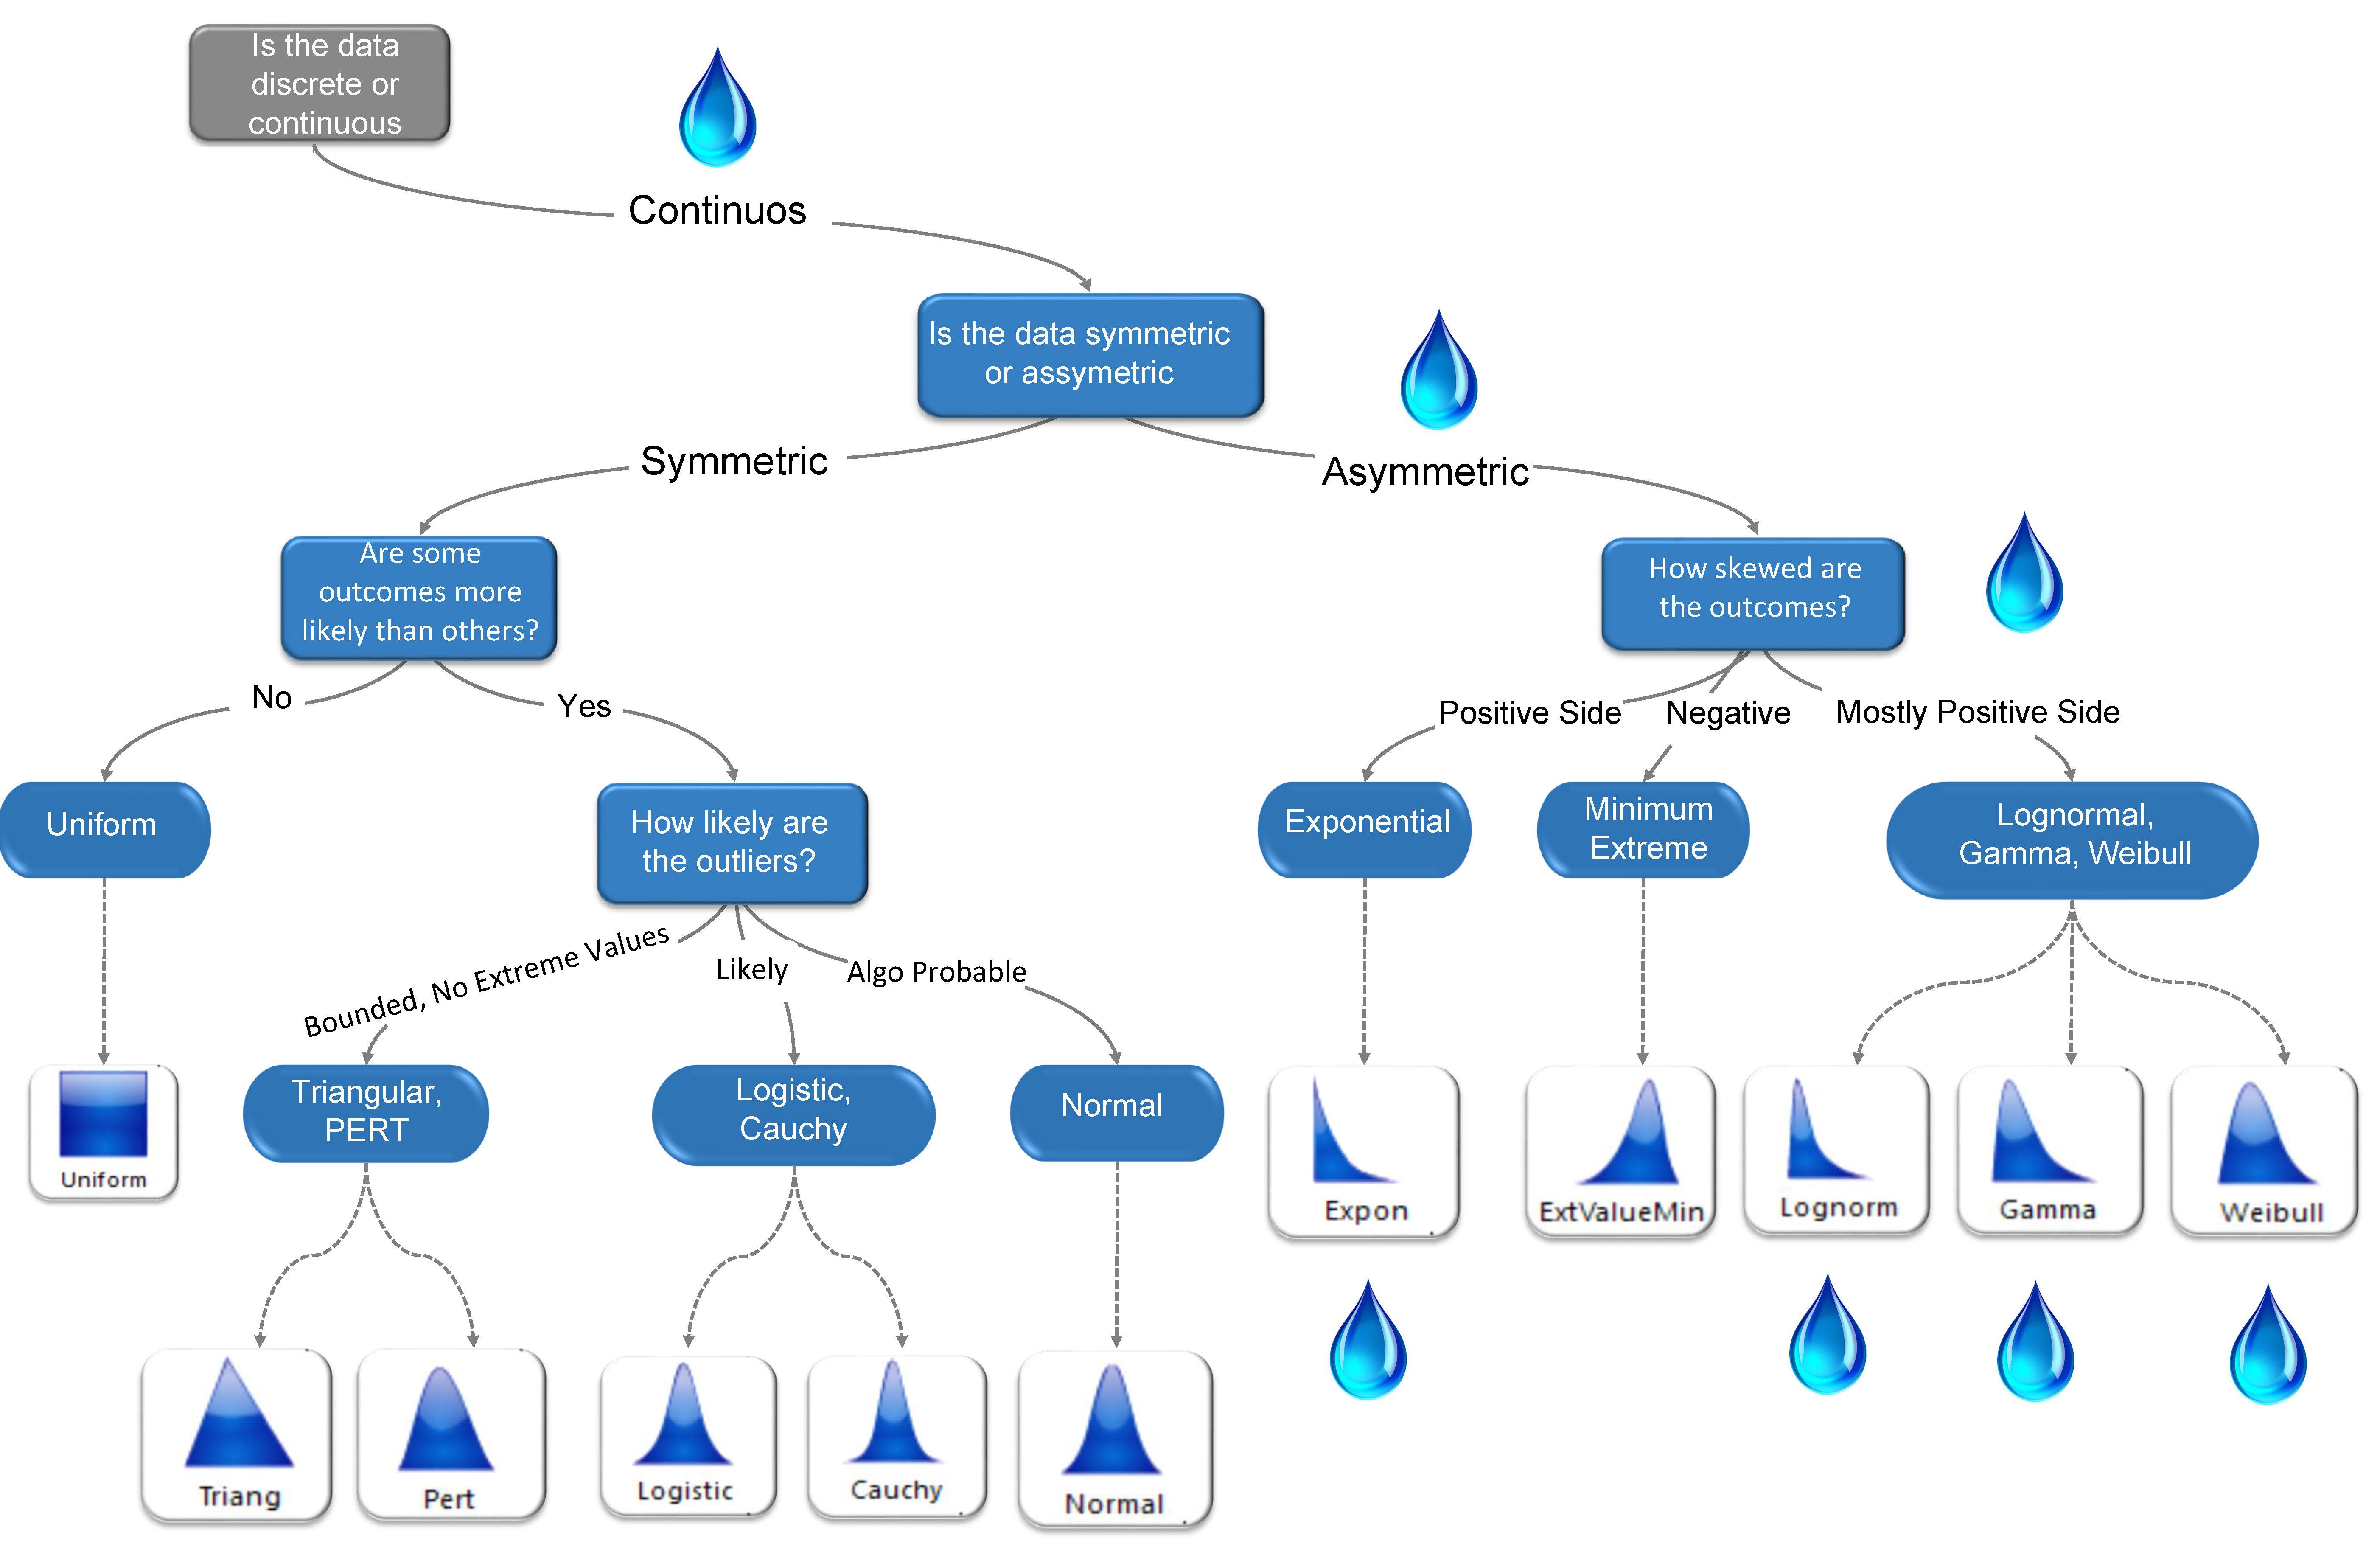 Is the data
discrete or
continuous
Continuos
Is the data symmetric
or assymetric
Symmetric
Asymmetric
Are some
outcomes more
likely than others?
How skewed are
the outcomes?
No
Yes
Positive Side
Negative
Mostly Positive Side
Uniform
How likely are
the outliers?
Exponential
Minimum
Extreme
Lognormal,
Gamma, Weibull
Bounded, No Extreme Values
Likely
Algo Probable
Uniform
Triangular,
PERT
Logistic,
Cauchy
Normal
Expon
ExtValueMin
Lognorm
Gamma
Weibull
Triang
Pert
Logistic
Cauchy
Normal